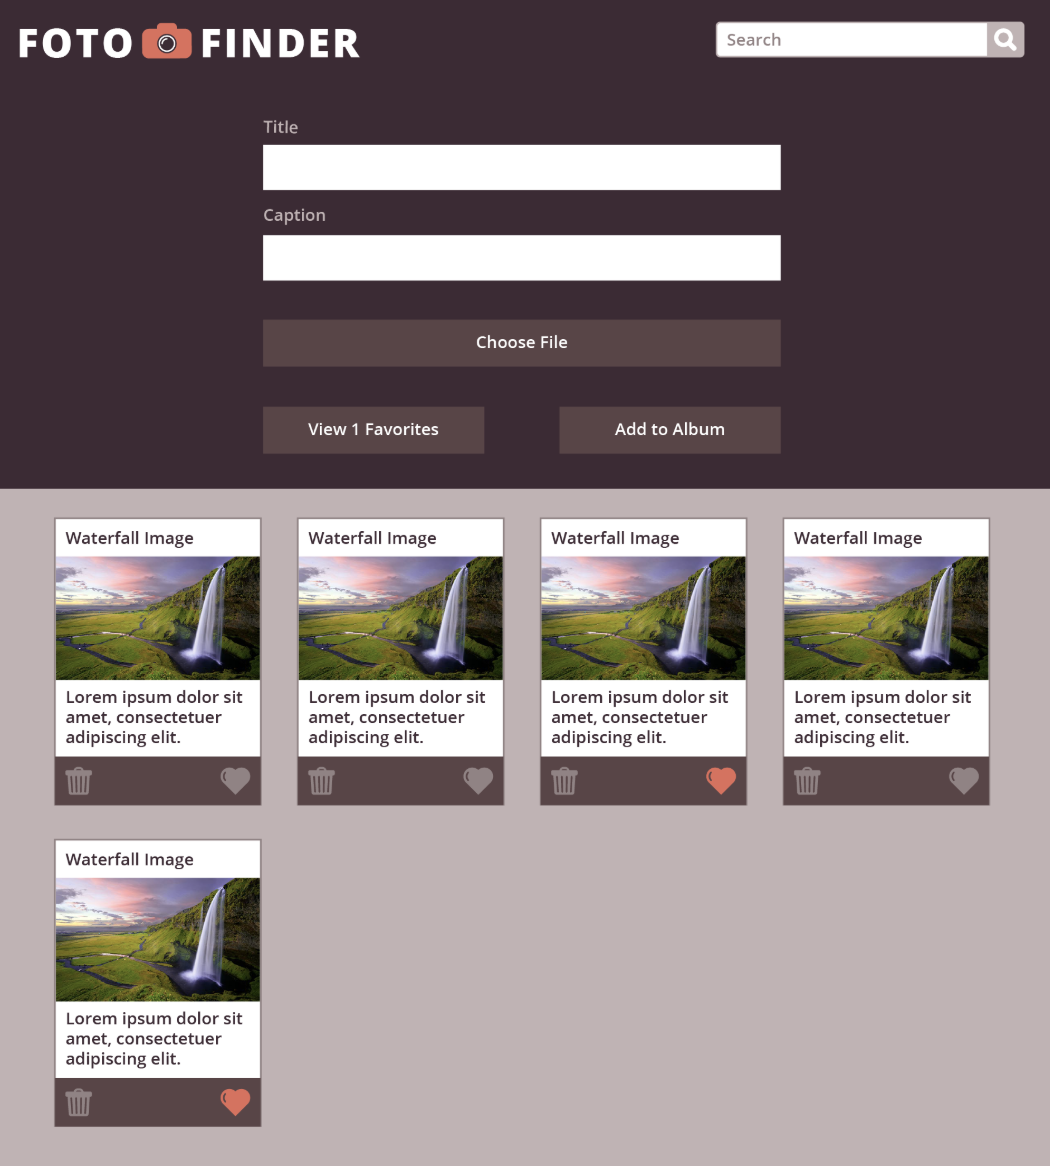 FOTO FINDER
Search
Title
Caption
Choose File
View 1 Favorites
Add to Album
Waterfall Image
Lorem ipsum dolor sit
amet, consectetuer
adipiscing elit.
Waterfall Image
Lorem ipsum dolor sit
amet, consectetuer
adipiscing elit.
Waterfall Image
Lorem ipsum dolor sit
amet, consectetuer
adipiscing elit.
Waterfall Image
Lorem ipsum dolor sit
amet, consectetuer
adipiscing elit.
Waterfall Image
Lorem ipsum dolor sit
amet, consectetuer
adipiscing elit.